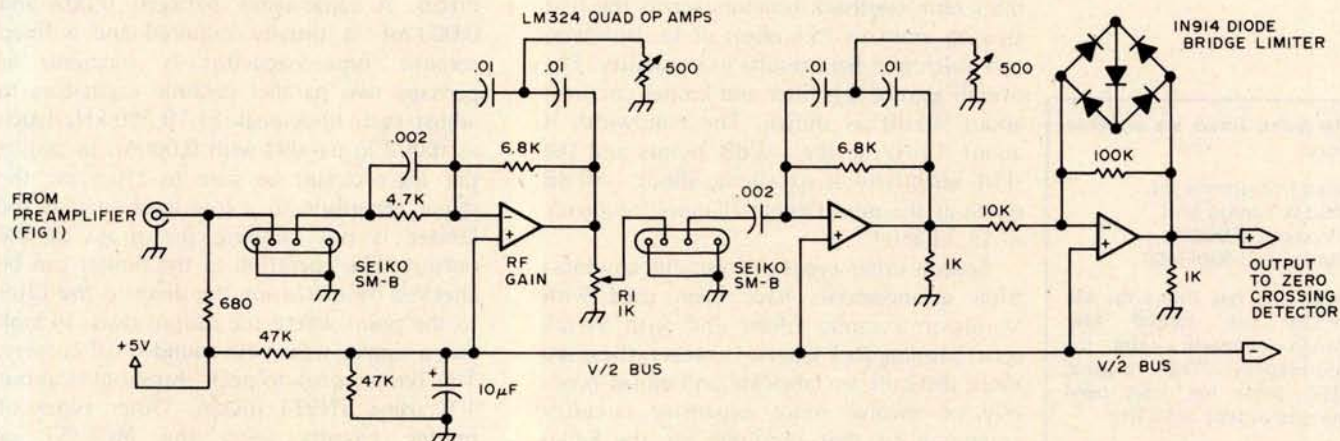 LM324 QUAD OP AMPS
IN914 DIODE
BRIDGE LIMITER
.01
.01
500
.01
.01
500
.002
6.8K
6.8K
100K
FROM
PREAMPLIFIER
(FIG 1)
4.7K
.002
10K
SEIKO
SM-B
RF
GAIN
R1
1K
SEIKO
SM-B
1K
1K
OUTPUT
TO ZERO
CROSSING
DETECTOR
680
+5V
47K
47K
10μF
V/2 BUS
V/2 BUS